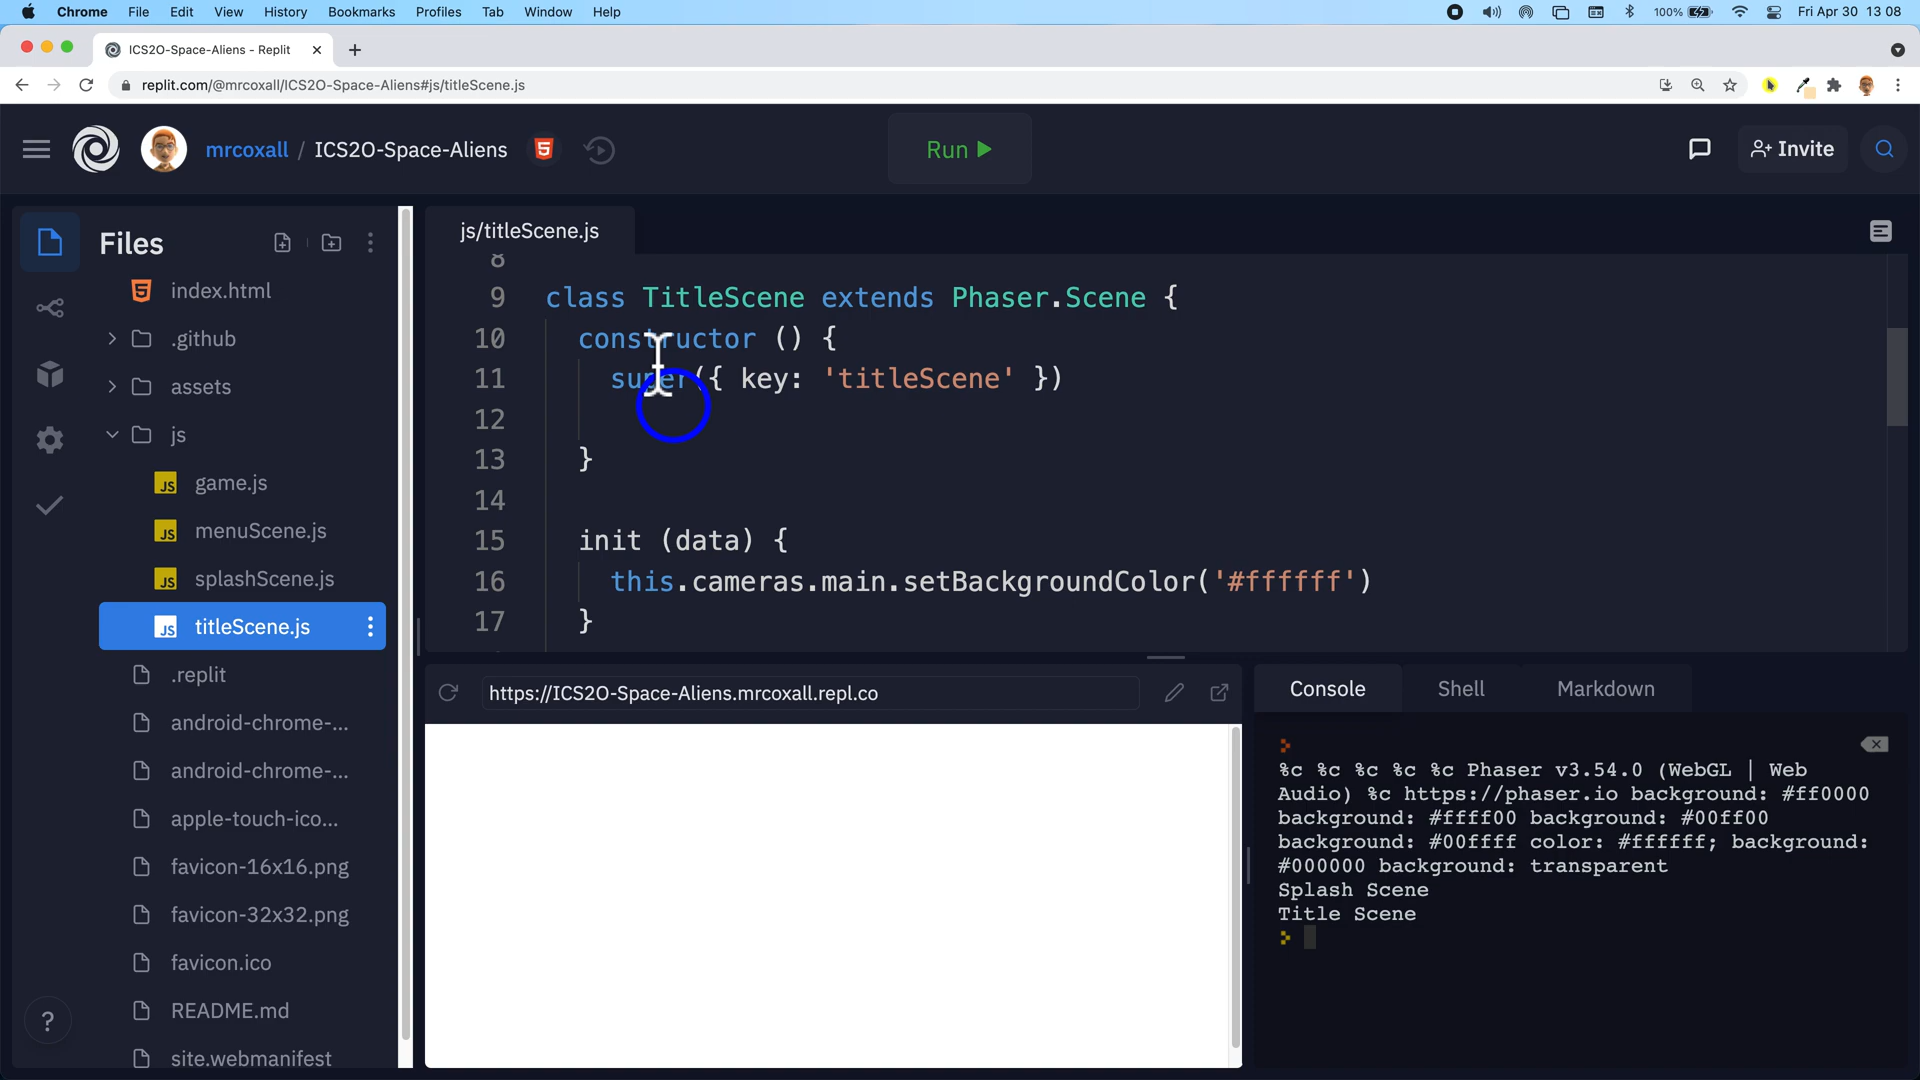 Chrome File Edit View History Bookmarks Profiles Tab Window Help 100% Fri Apr 30 13 08
ICS2O-Space-Aliens - Replit
replit.com/@mrcoxall/ICS2O-Space-Aliens#js/titleScene.js
mrcoxall / ICS2O-Space-Aliens Run Invite
Files
index.html
.github
assets
js
JS game.js
JS menuScene.js
JS splashScene.js
JS titleScene.js
.replit
android-chrome-...
android-chrome-...
apple-touch-ico...
favicon-16x16.png
favicon-32x32.png
favicon.ico
README.md
site.webmanifest
?
js/titleScene.js
8
9 class TitleScene extends Phaser.Scene {
10 constructor () {
11 super({ key: 'titleScene' })
12
13 }
14
15 init (data) {
16 this.cameras.main.setBackgroundColor('#ffffff')
17 }
https://ICS2O-Space-Aliens.mrcoxall.repl.co
Console Shell Markdown
>
%c %c %c %c %c Phaser v3.54.0 (WebGL | Web
Audio) %c https://phaser.io background: #ff0000
background: #ffff00 background: #00ff00
background: #00ffff color: #ffffff; background:
#000000 background: transparent
Splash Scene
Title Scene
>